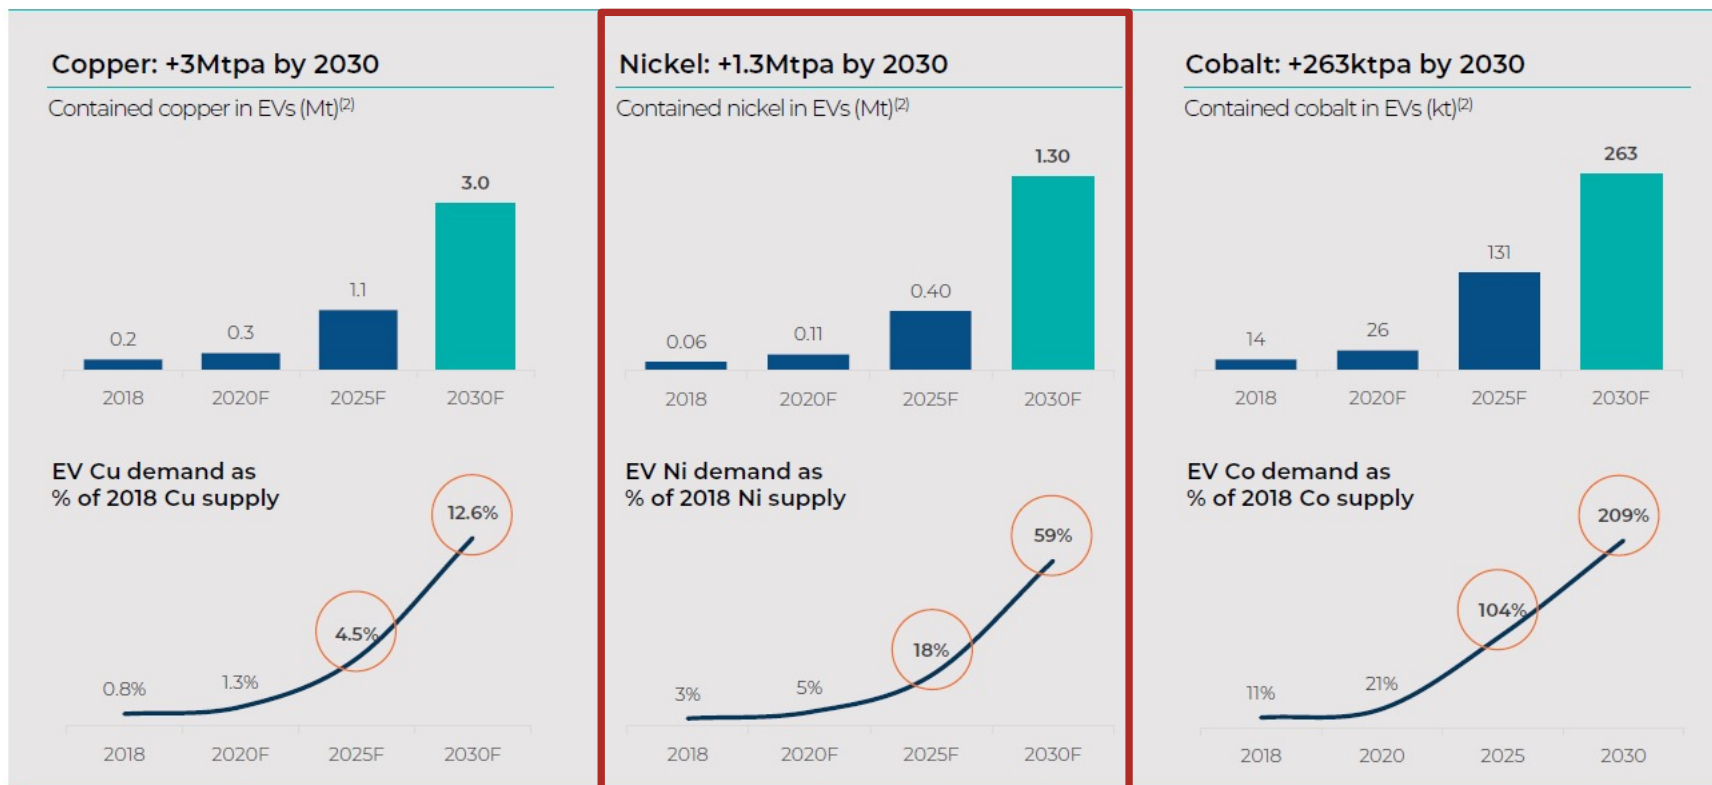 Copper: +3Mtpa by 2030
Contained copper in EVs (Mt)(2)
3.0
1.1
0.3
0.2
2018 2020F 2025F 2030F
EV Cu demand as
% of 2018 Cu supply
12.6%
4.5%
1.3%
0.8%
2018 2020F 2025F 2030F
Nickel: +1.3Mtpa by 2030
Contained nickel in EVs (Mt)(2)
1.30
0.40
0.11
0.06
2018 2020F 2025F 2030F
EV Ni demand as
% of 2018 Ni supply
59%
18%
5%
3%
2018 2020F 2025F 2030F
Cobalt: +263ktpa by 2030
Contained cobalt in EVs (kt)(2)
263
131
26
14
2018 2020F 2025F 2030F
EV Co demand as
% of 2018 Co supply
209%
104%
21%
11%
2018 2020 2025 2030